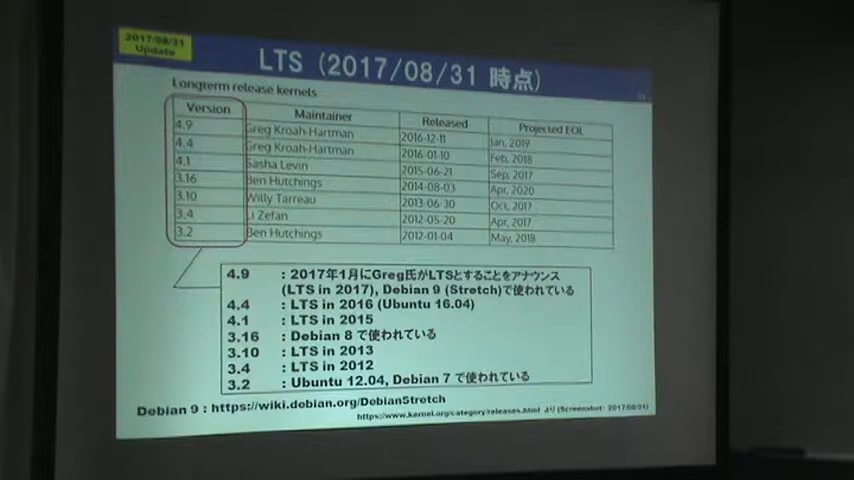 2017/08/31
Update
LTS (2017/08/31 時点)
Longterm release kernels
Version Maintainer Released Projected EOL
4.9 Greg Kroah-Hartman 2016-12-11 Jan, 2019
4.4 Greg Kroah-Hartman 2016-01-10 Feb, 2018
4.1 Sasha Levin 2015-06-21 Sep, 2017
3.16 Ben Hutchings 2014-08-03 Apr, 2020
3.10 Willy Tarreau 2013-06-30 Oct, 2017
3.4 Li Zefan 2012-05-20 Apr, 2017
3.2 Ben Hutchings 2012-01-04 May, 2018
4.9 : 2017年1月にGreg氏がLTSとすることをアナウンス
(LTS in 2017), Debian 9 (Stretch)で使われている
4.4 : LTS in 2016 (Ubuntu 16.04)
4.1 : LTS in 2015
3.16 : Debian 8 で使われている
3.10 : LTS in 2013
3.4 : LTS in 2012
3.2 : Ubuntu 12.04, Debian 7 で使われている
Debian 9 : https://wiki.debian.org/DebianStretch
https://www.kernel.org/category/releases.html より (Screenshot: 2017/08/31)